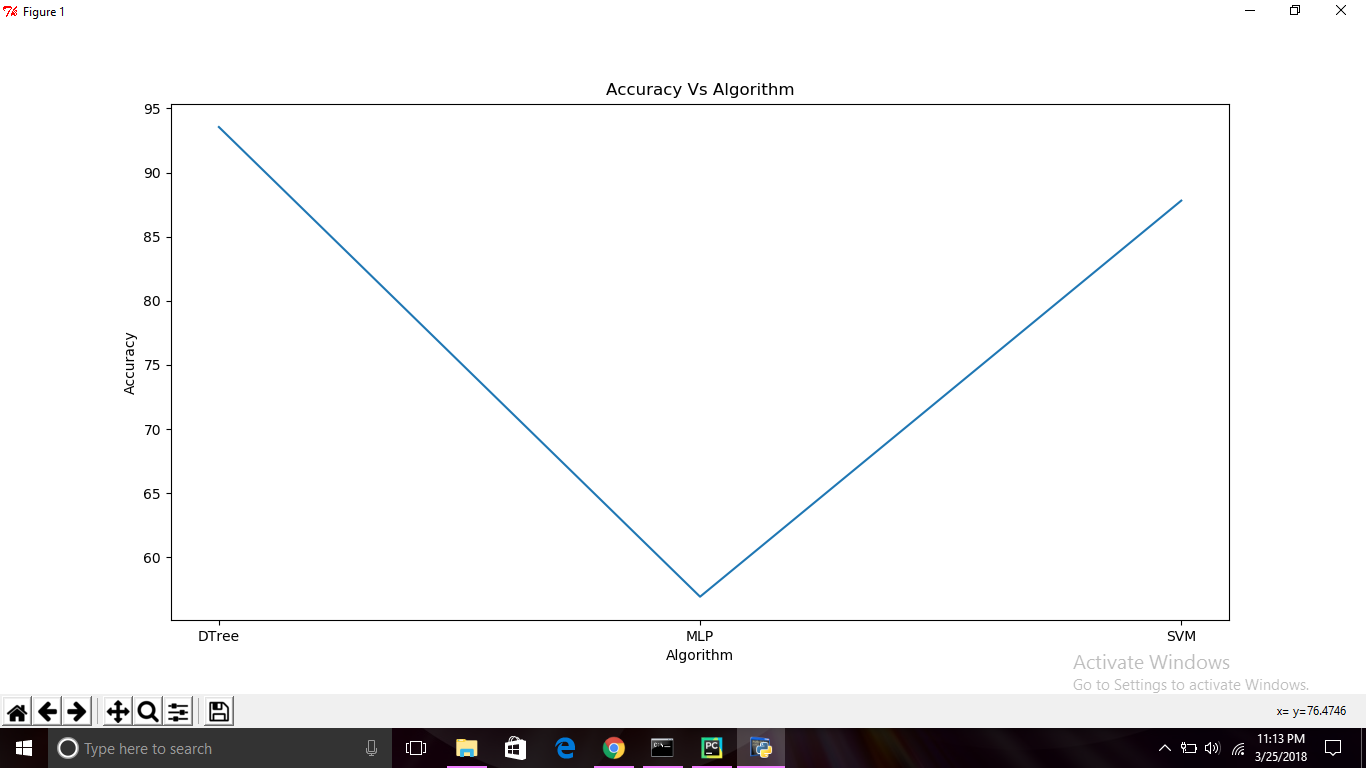 Figure 1
Accuracy Vs Algorithm
95
90
85
80
75
70
65
60
Accuracy
DTree MLP SVM
Algorithm
Activate Windows
Go to Settings to activate Windows.
x= y=76.4746
Type here to search
PC
11:13 PM
3/25/2018